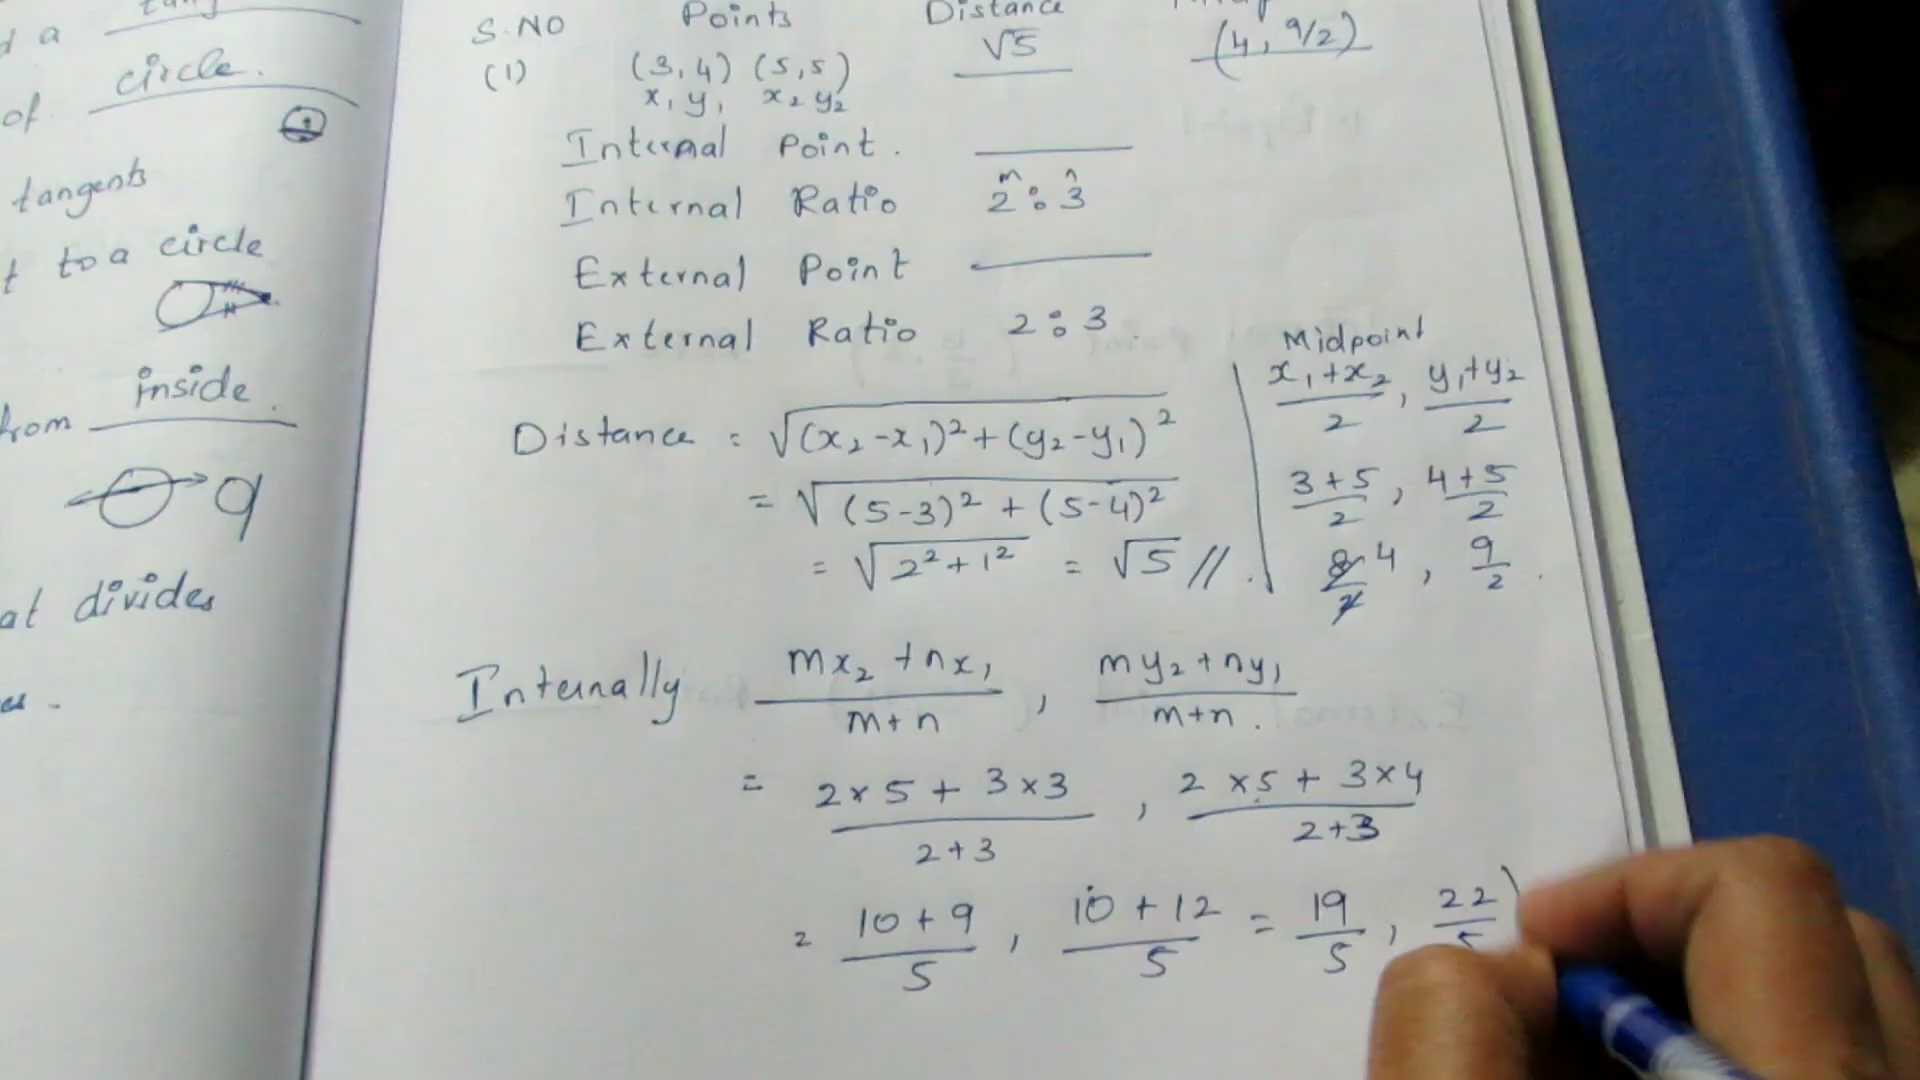 d a
circle.
of
tangents
t to a circle
inside.
from
at divides
S.NO Points Distance
(1) (3,4) (5,5) √5 (4, 9/2)
x₁ y₁ x₂ y₂
Internal Point.
m n
Internal Ratio 2:3
External Point
External Ratio 2:3
Distance = √(x₂-x₁)²+(y₂-y₁)²
= √(5-3)²+(5-4)²
= √2²+1² = √5 //.
Midpoint
x₁+x₂/2, y₁+y₂/2
3+5/2, 4+5/2
8/2 4, 9/2.
Internally mx₂+nx₁/m+n, my₂+ny₁/m+n.
= 2×5+3×3/2+3, 2×5+3×4/2+3
= 10+9/5, 10+12/5 = 19/5, 22/5)